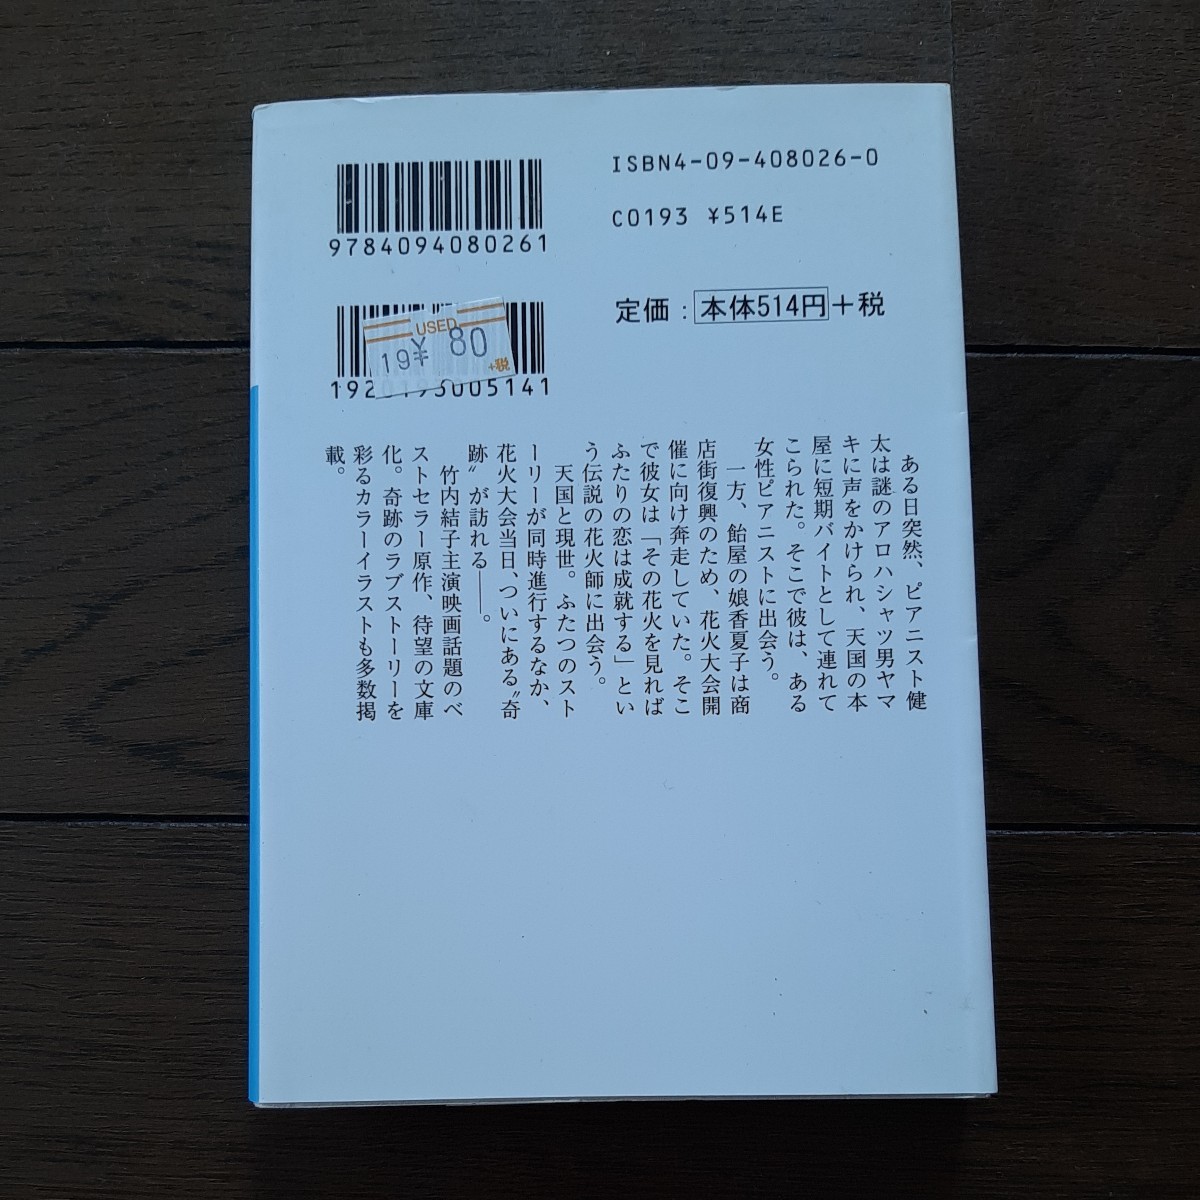 ISBN4-09-408026-0
C0193 ¥514E
9784094080261
定価：本体514円＋税
USED
19 ¥80
+税
ある日突然、ピアニスト健
太は謎のアロハシャツ男ヤマ
キに声をかけられ、天国の本
屋に短期バイトとして連れて
こられた。そこで彼は、ある
女性ピアニストに出会う。
一方、飴屋の娘香夏子は商
店街復興のため、花火大会開
催に向け奔走していた。そこ
で彼女は「その花火を見れば
ふたりの恋は成就する」とい
う伝説の花火師に出会う。
天国と現世。ふたつのスト
ーリーが同時進行するなか、
花火大会当日、ついにある〝奇
跡〟が訪れる――。
竹内結子主演映画話題のベ
ストセラー原作、待望の文庫
化。奇跡のラブストーリーを
彩るカラーイラストも多数掲
載。